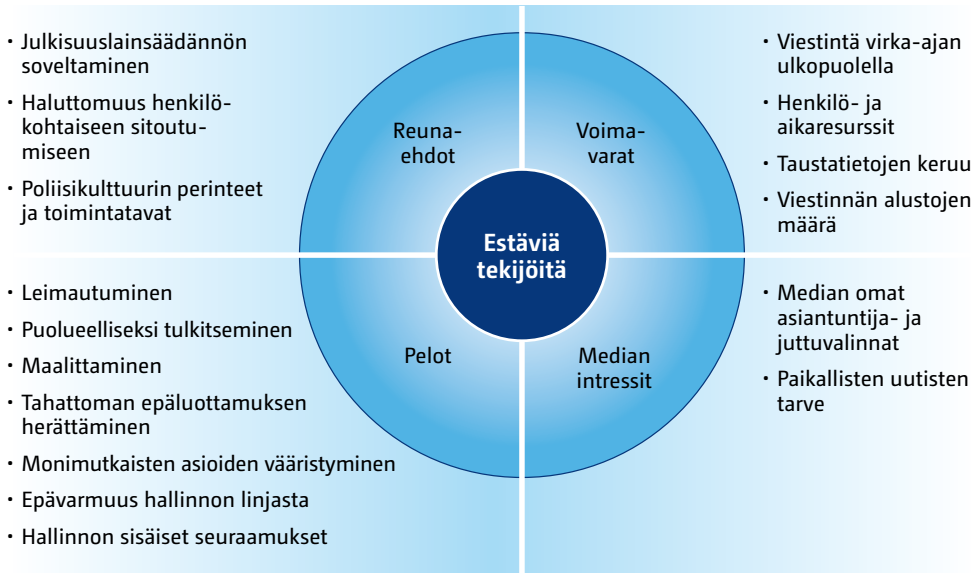 • Julkisuuslainsäädännön
soveltaminen
• Haluttomuus henkilö-
kohtaiseen sitoutu-
miseen
• Poliisikulttuurin perinteet
ja toimintatavat
Reuna-
ehdot
Voima-
varat
• Viestintä virka-ajan
ulkopuolella
• Henkilö- ja
aikaresurssit
• Taustatietojen keruu
• Viestinnän alustojen
määrä
Estäviä
tekijöitä
• Leimautuminen
• Puolueelliseksi tulkitseminen
• Maalittaminen
• Tahattoman epäluottamuksen
herättäminen
• Monimutkaisten asioiden vääristyminen
• Epävarmuus hallinnon linjasta
• Hallinnon sisäiset seuraamukset
Pelot
Median
intressit
• Median omat
asiantuntija- ja
juttuvalinnat
• Paikallisten uutisten
tarve